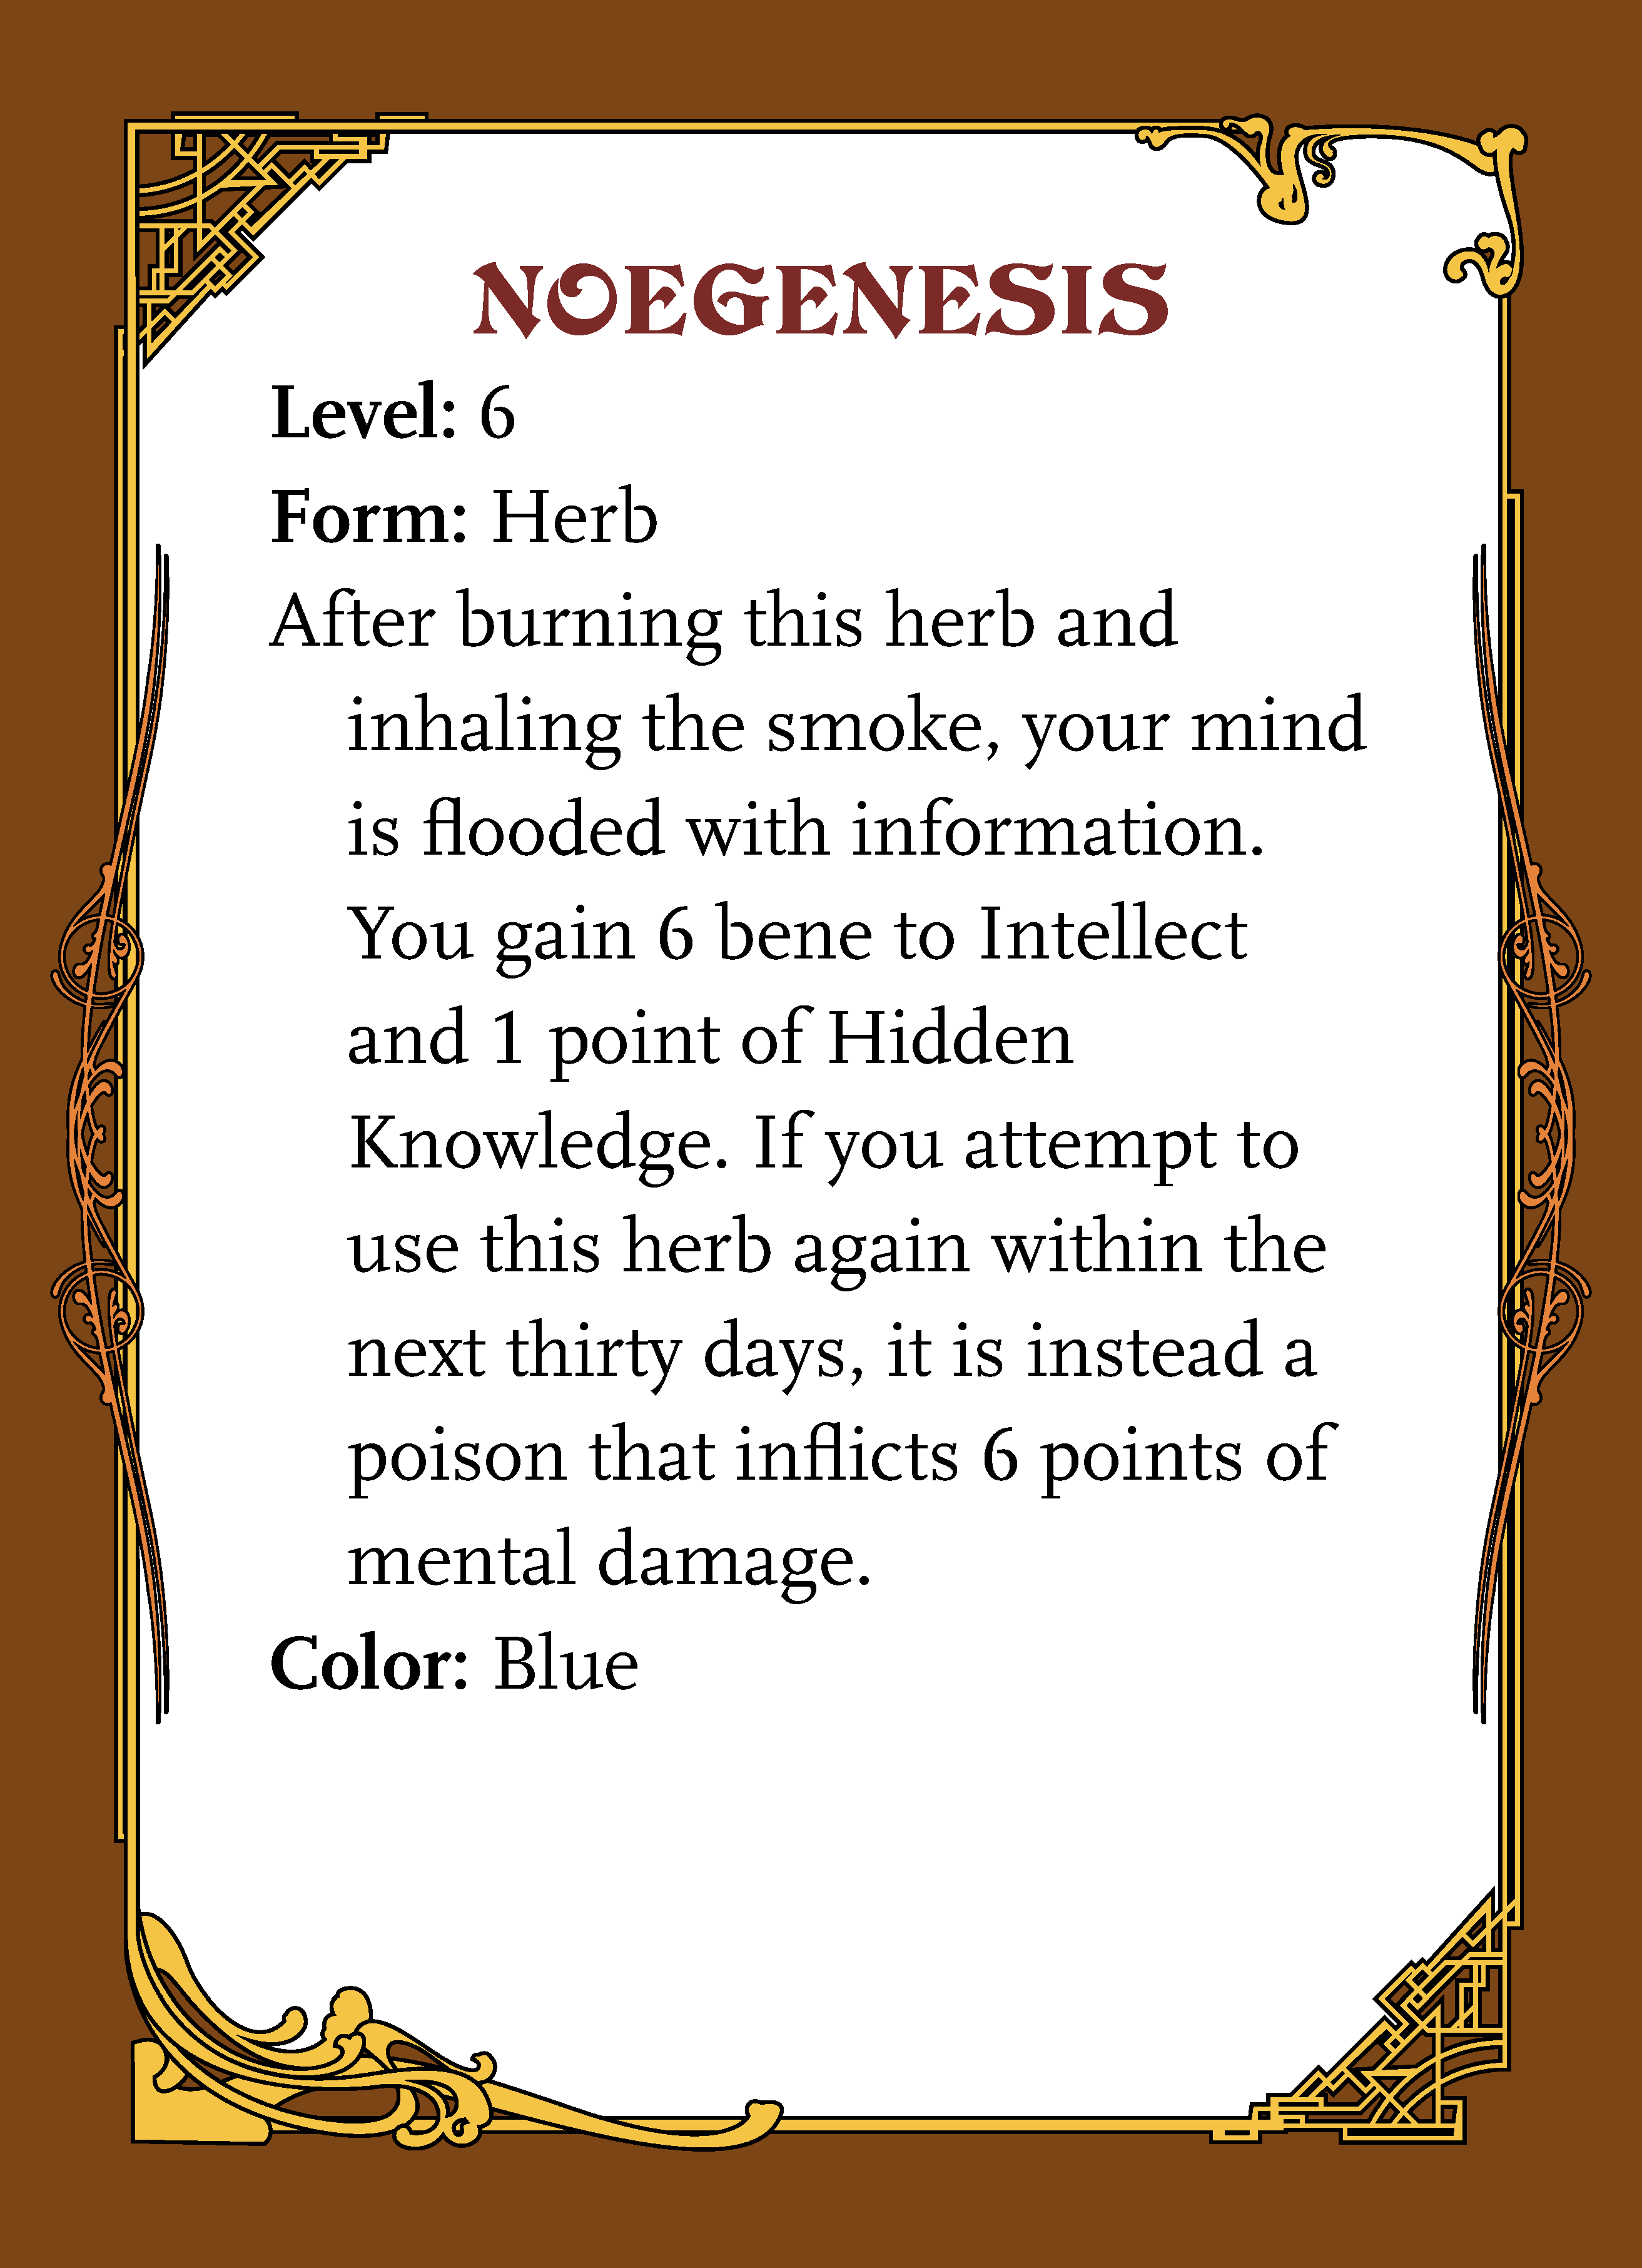 NOEGENESIS
Level: 6
Form: Herb
After burning this herb and
inhaling the smoke, your mind
is flooded with information.
You gain 6 bene to Intellect
and 1 point of Hidden
Knowledge. If you attempt to
use this herb again within the
next thirty days, it is instead a
poison that inflicts 6 points of
mental damage.
Color: Blue